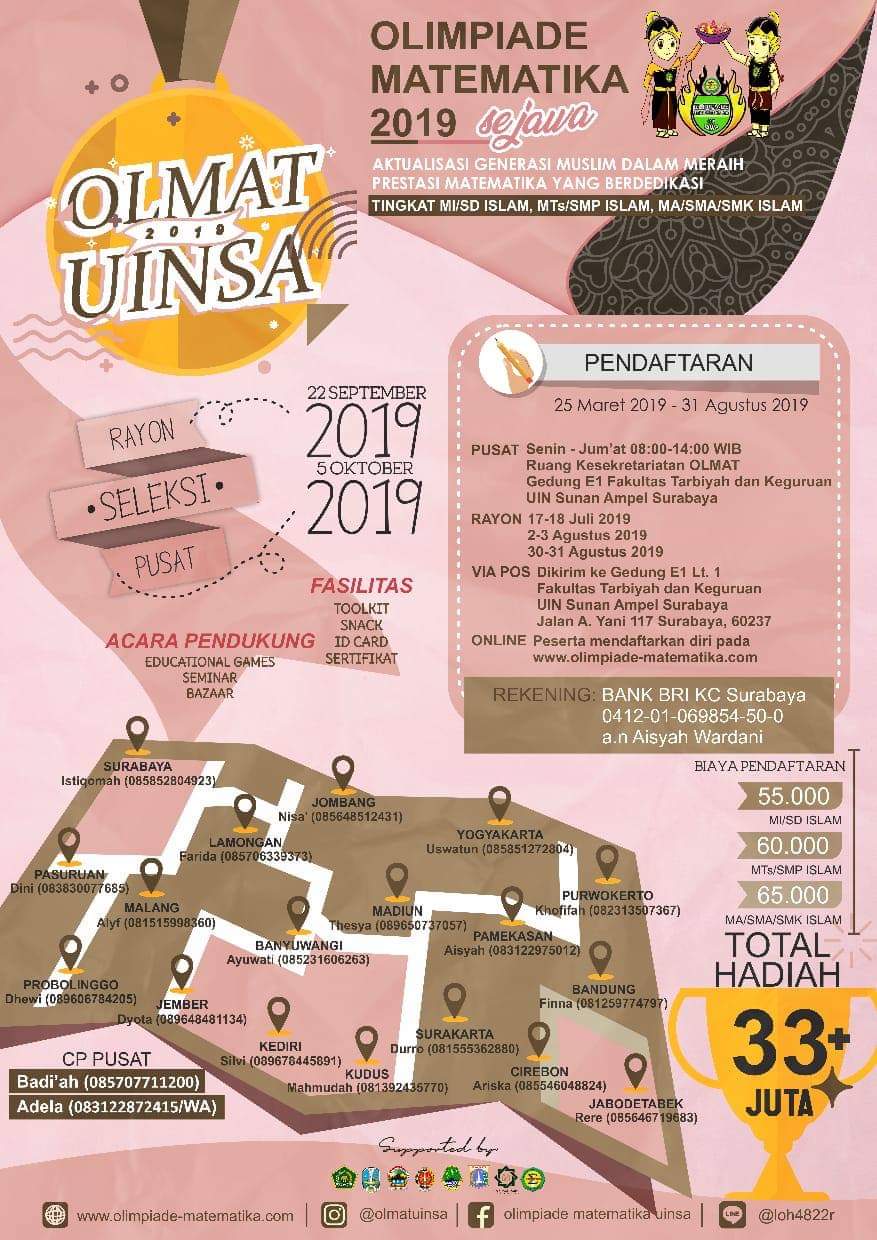 OLIMPIADE
MATEMATIKA
2019 sejawa
AKTUALISASI GENERASI MUSLIM DALAM MERAIH
PRESTASI MATEMATIKA YANG BERDEDIKASI
TINGKAT MI/SD ISLAM, MTs/SMP ISLAM, MA/SMA/SMK ISLAM
OLMAT
2019
UINSA
RAYON
SELEKSI
PUSAT
22 SEPTEMBER
2019
5 OKTOBER
2019
FASILITAS
TOOLKIT
SNACK
ID CARD
SERTIFIKAT
ACARA PENDUKUNG
EDUCATIONAL GAMES
SEMINAR
BAZAAR
PENDAFTARAN
25 Maret 2019 - 31 Agustus 2019
PUSAT Senin - Jum'at 08:00-14:00 WIB
Ruang Kesekretariatan OLMAT
Gedung E1 Fakultas Tarbiyah dan Keguruan
UIN Sunan Ampel Surabaya
RAYON 17-18 Juli 2019
2-3 Agustus 2019
30-31 Agustus 2019
VIA POS Dikirim ke Gedung E1 Lt. 1
Fakultas Tarbiyah dan Keguruan
UIN Sunan Ampel Surabaya
Jalan A. Yani 117 Surabaya, 60237
ONLINE Peserta mendaftarkan diri pada
www.olimpiade-matematika.com
REKENING: BANK BRI KC Surabaya
0412-01-069854-50-0
a.n Aisyah Wardani
BIAYA PENDAFTARAN
55.000
MI/SD ISLAM
60.000
MTs/SMP ISLAM
65.000
MA/SMA/SMK ISLAM
TOTAL
HADIAH
33+
JUTA
SURABAYA
Istiqomah (085852804923)
JOMBANG
Nisa' (085648512431)
LAMONGAN
Farida (085706339373)
YOGYAKARTA
Uswatun (085851272804)
PASURUAN
Dini (083830077685)
MALANG
Alyf (081515998360)
MADIUN
Thesya (089650737057)
PURWOKERTO
Khofifah (082313507367)
BANYUWANGI
Ayuwati (085231606263)
PAMEKASAN
Aisyah (083122975012)
PROBOLINGGO
Dhewi (089606784205)
JEMBER
Dyota (089648481134)
BANDUNG
Finna (081259774797)
KEDIRI
Silvi (089678445891)
SURAKARTA
Durro (081555362880)
KUDUS
Mahmudah (081392435770)
CIREBON
Ariska (085546048824)
JABODETABEK
Rere (085646719683)
CP PUSAT
Badi'ah (085707711200)
Adela (083122872415/WA)
Supported by:
www.olimpiade-matematika.com
@olmatuinsa
olimpiade matematika uinsa
LINE
@loh4822r